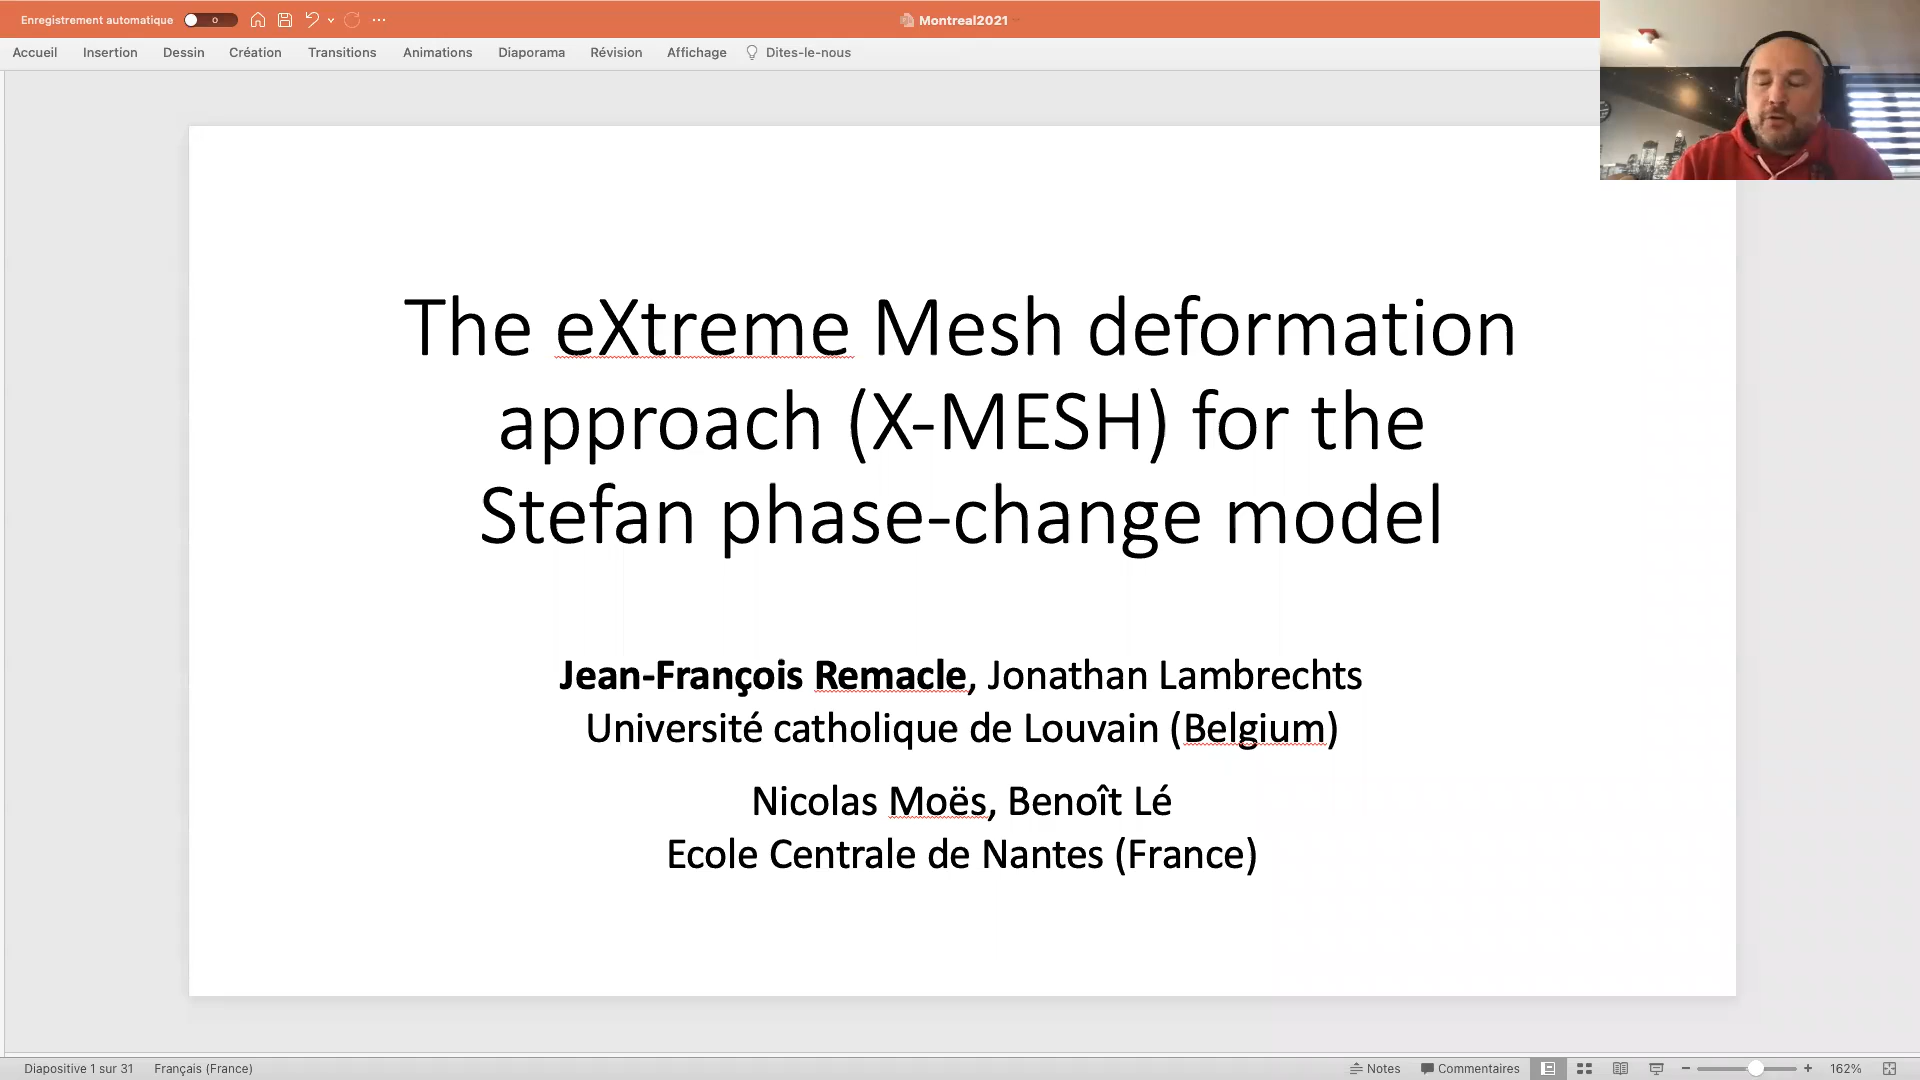 Enregistrement automatique
Montreal2021
Accueil Insertion Dessin Création Transitions Animations Diaporama Révision Affichage Dites-le-nous
The eXtreme Mesh deformation
approach (X-MESH) for the
Stefan phase-change model
Jean-François Remacle, Jonathan Lambrechts
Université catholique de Louvain (Belgium)
Nicolas Moës, Benoît Lé
Ecole Centrale de Nantes (France)
Diapositive 1 sur 31 Français (France) Notes Commentaires 162%